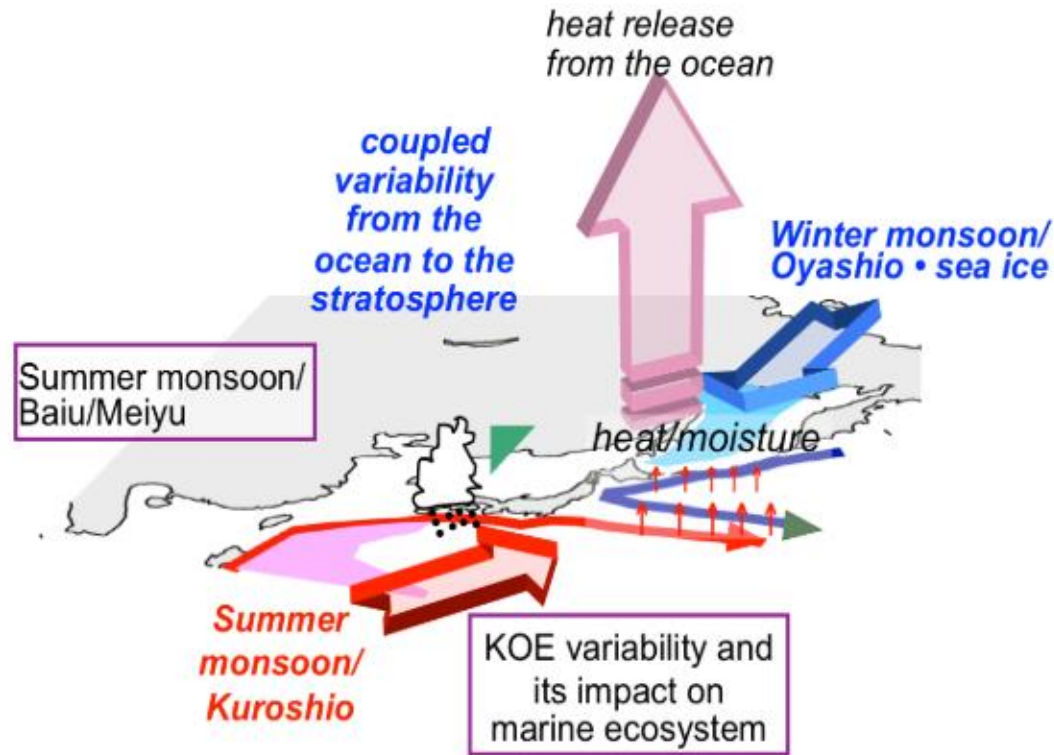 heat release
from the ocean
coupled
variability
from the
ocean to the
stratosphere
Winter monsoon/
Oyashio • sea ice
Summer monsoon/
Baiu/Meiyu
heat/moisture
Summer
monsoon/
Kuroshio
KOE variability and
its impact on
marine ecosystem